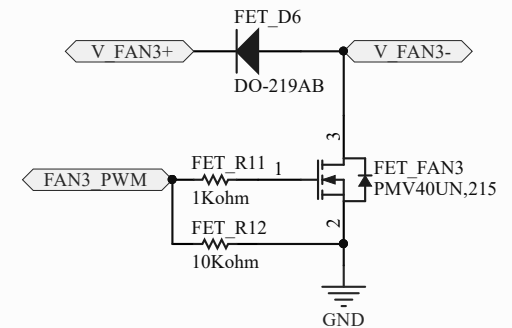 FET_D6
V_FAN3+
V_FAN3-
DO-219AB
3
FET_R11
1
FET_FAN3
FAN3_PWM
PMV40UN,215
1Kohm
2
FET_R12
10Kohm
GND